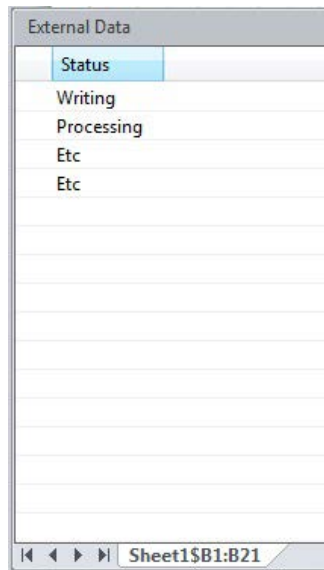 External Data
Status
Writing
Processing
Etc
Etc
Sheet1$B1:B21